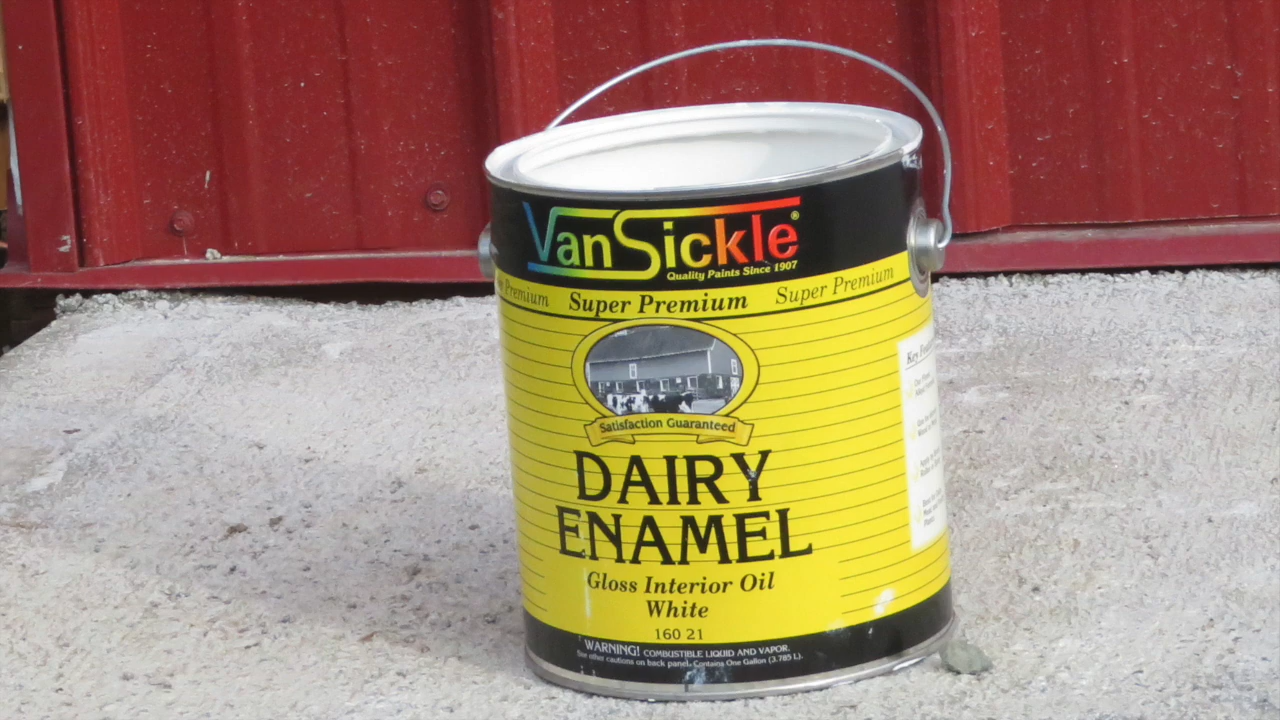 VanSickle®
Quality Paints Since 1907
Premium Super Premium Super Premium
Satisfaction Guaranteed
DAIRY
ENAMEL
Gloss Interior Oil
White
160 21
WARNING! COMBUSTIBLE LIQUID AND VAPOR.
See other cautions on back panel. Contains One Gallon (3.785 L).
Key